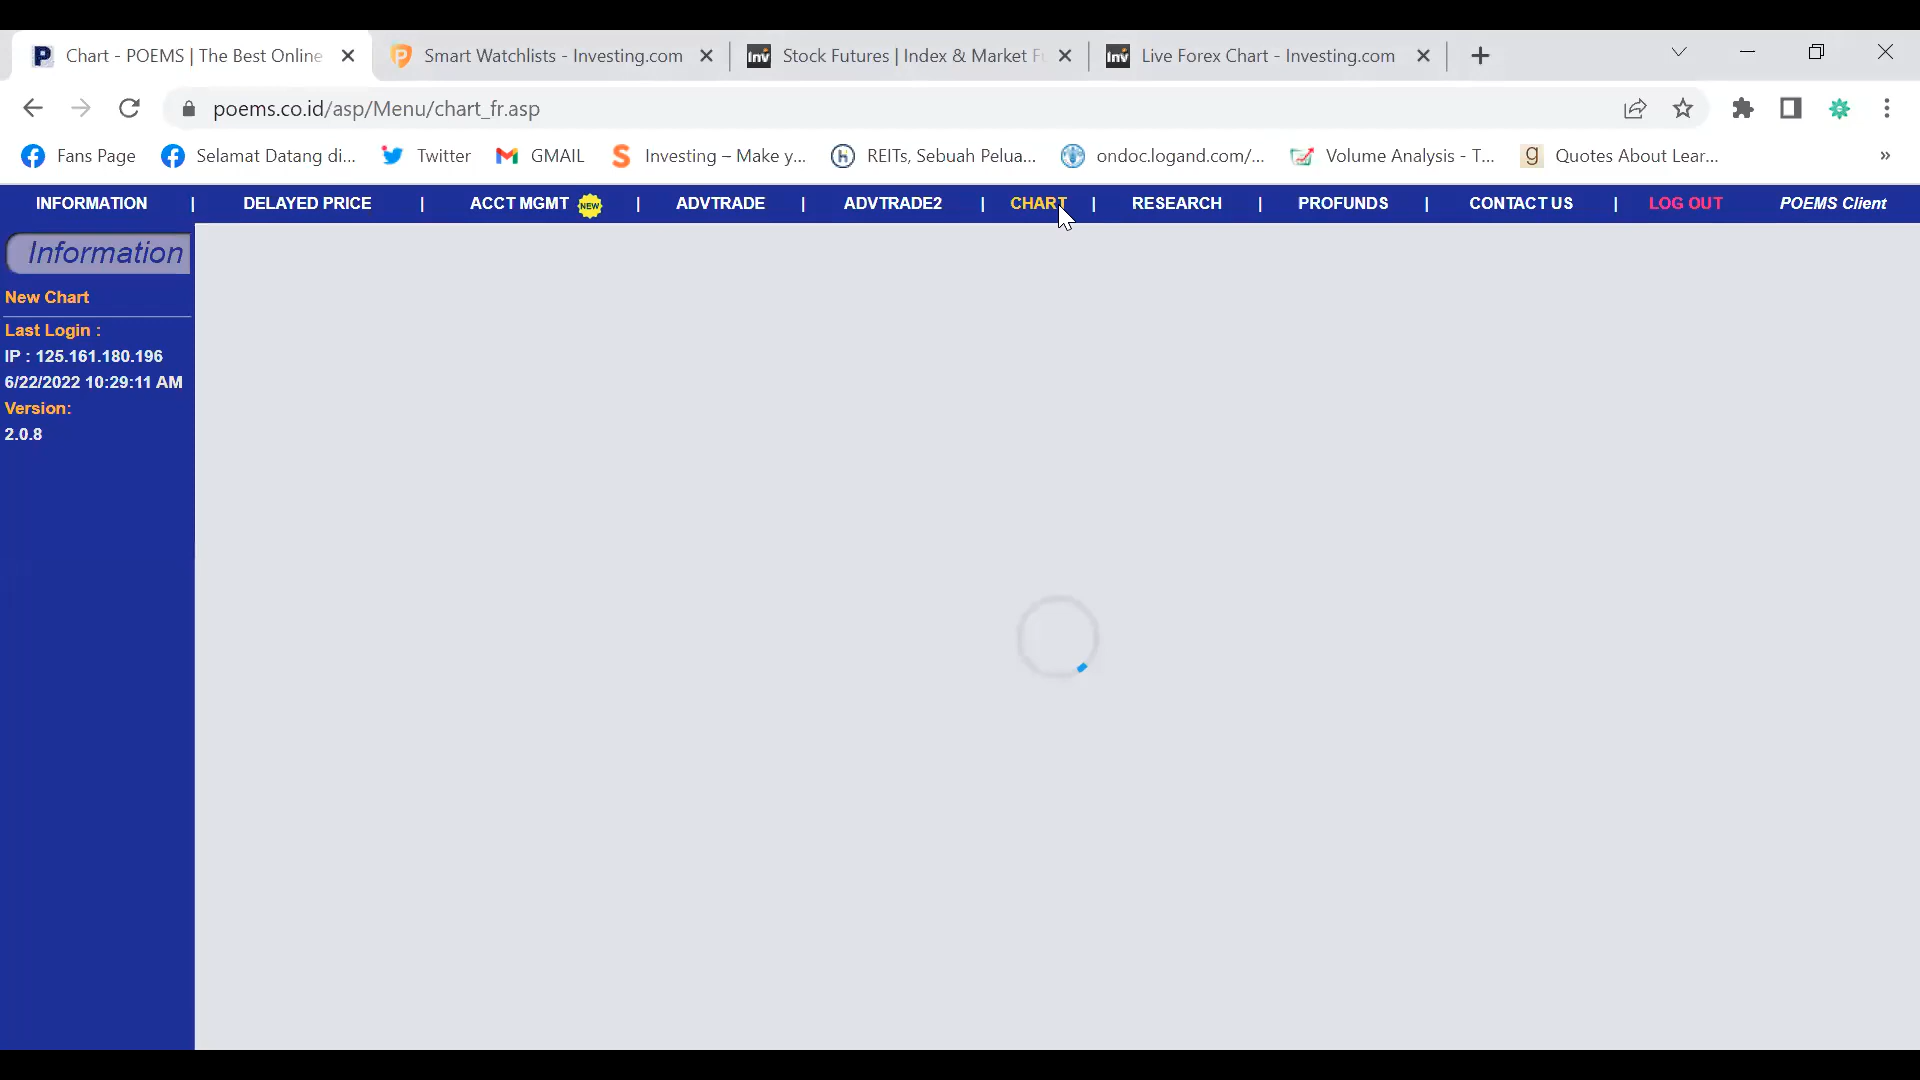 Chart - POEMS | The Best Online
Smart Watchlists - Investing.com
Stock Futures | Index & Market Fu
Live Forex Chart - Investing.com
poems.co.id/asp/Menu/chart_fr.asp
Fans Page
Selamat Datang di...
Twitter
GMAIL
Investing – Make y...
REITs, Sebuah Pelua...
ondoc.logand.com/...
Volume Analysis - T...
Quotes About Lear...
INFORMATION | DELAYED PRICE | ACCT MGMT NEW | ADVTRADE | ADVTRADE2 | CHART | RESEARCH | PROFUNDS | CONTACT US | LOG OUT POEMS Client
Information
New Chart
Last Login :
IP : 125.161.180.196
6/22/2022 10:29:11 AM
Version:
2.0.8